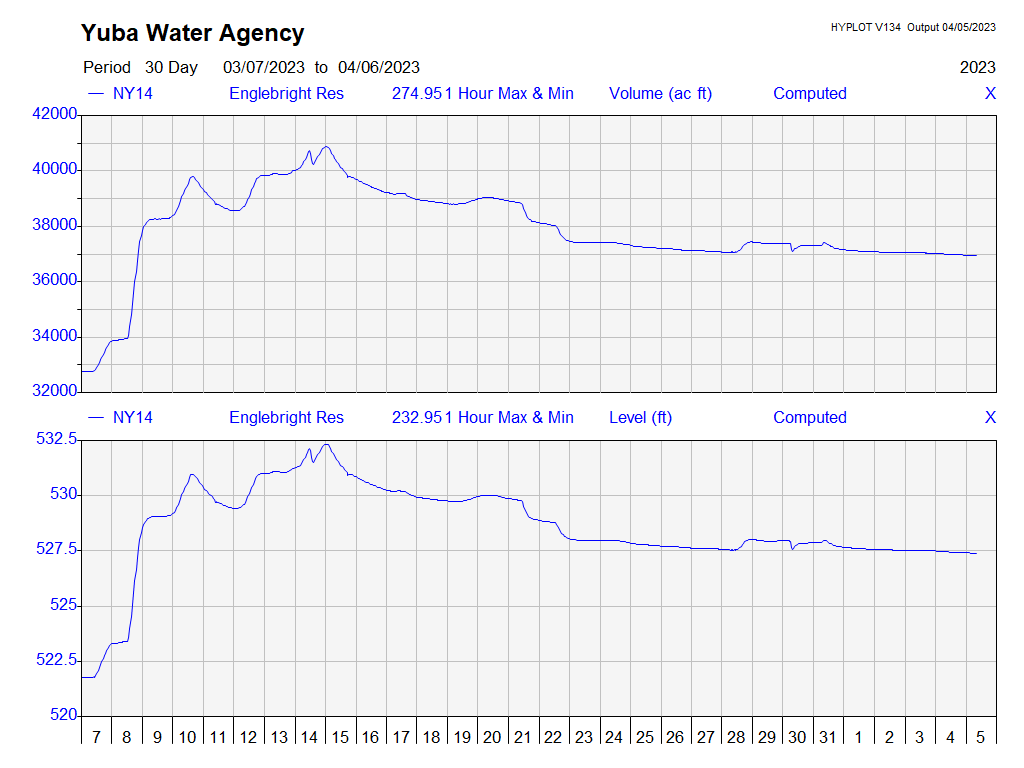 Yuba Water Agency
HYPLOT V134 Output 04/05/2023
Period 30 Day 03/07/2023 to 04/06/2023 2023
NY14 Englebright Res 274.951 Hour Max & Min Volume (ac ft) Computed X
42000
40000
38000
36000
34000
32000
NY14 Englebright Res 232.951 Hour Max & Min Level (ft) Computed X
532.5
530
527.5
525
522.5
520
7 8 9 10 11 12 13 14 15 16 17 18 19 20 21 22 23 24 25 26 27 28 29 30 31 1 2 3 4 5